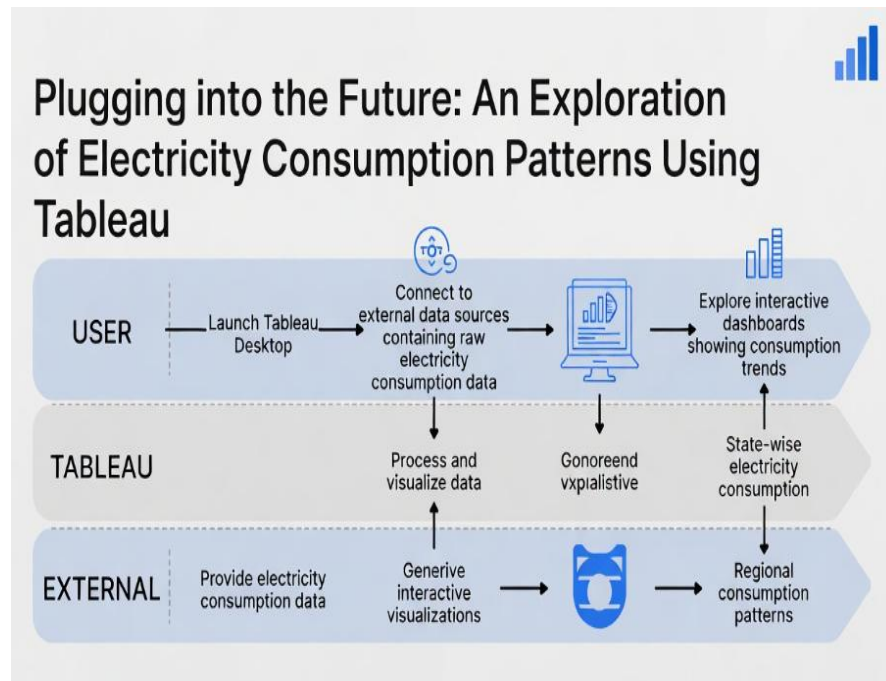 Plugging into the Future: An Exploration
of Electricity Consumption Patterns Using
Tableau
USER
Launch Tableau
Desktop
Connect to
external data sources
containing raw
electricity
consumption data
Explore interactive
dashboards
showing consumption
trends
TABLEAU
Process and
visualize data
Gonoreend
vxpıalistive
State-wise
electricity
consumption
EXTERNAL
Provide electricity
consumption data
Generive
interactive
visualizations
Regional
consumption
patterns